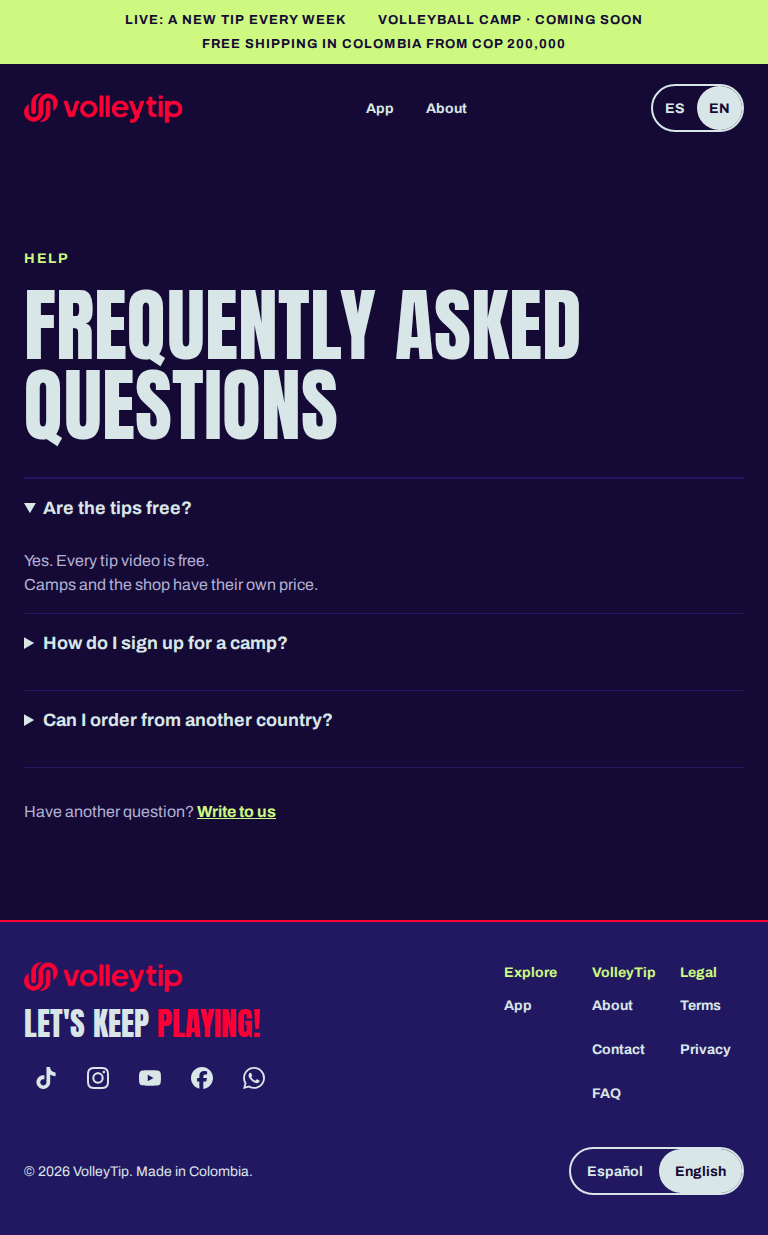 LIVE: A NEW TIP EVERY WEEK VOLLEYBALL CAMP · COMING SOON
FREE SHIPPING IN COLOMBIA FROM COP 200,000
volleytip App About ES EN
HELP
FREQUENTLY ASKED
QUESTIONS
Are the tips free?
Yes. Every tip video is free.
Camps and the shop have their own price.
How do I sign up for a camp?
Can I order from another country?
Have another question? Write to us
volleytip
LET'S KEEP PLAYING!
Explore VolleyTip Legal
App About Terms
Contact Privacy
FAQ
© 2026 VolleyTip. Made in Colombia.
Español English